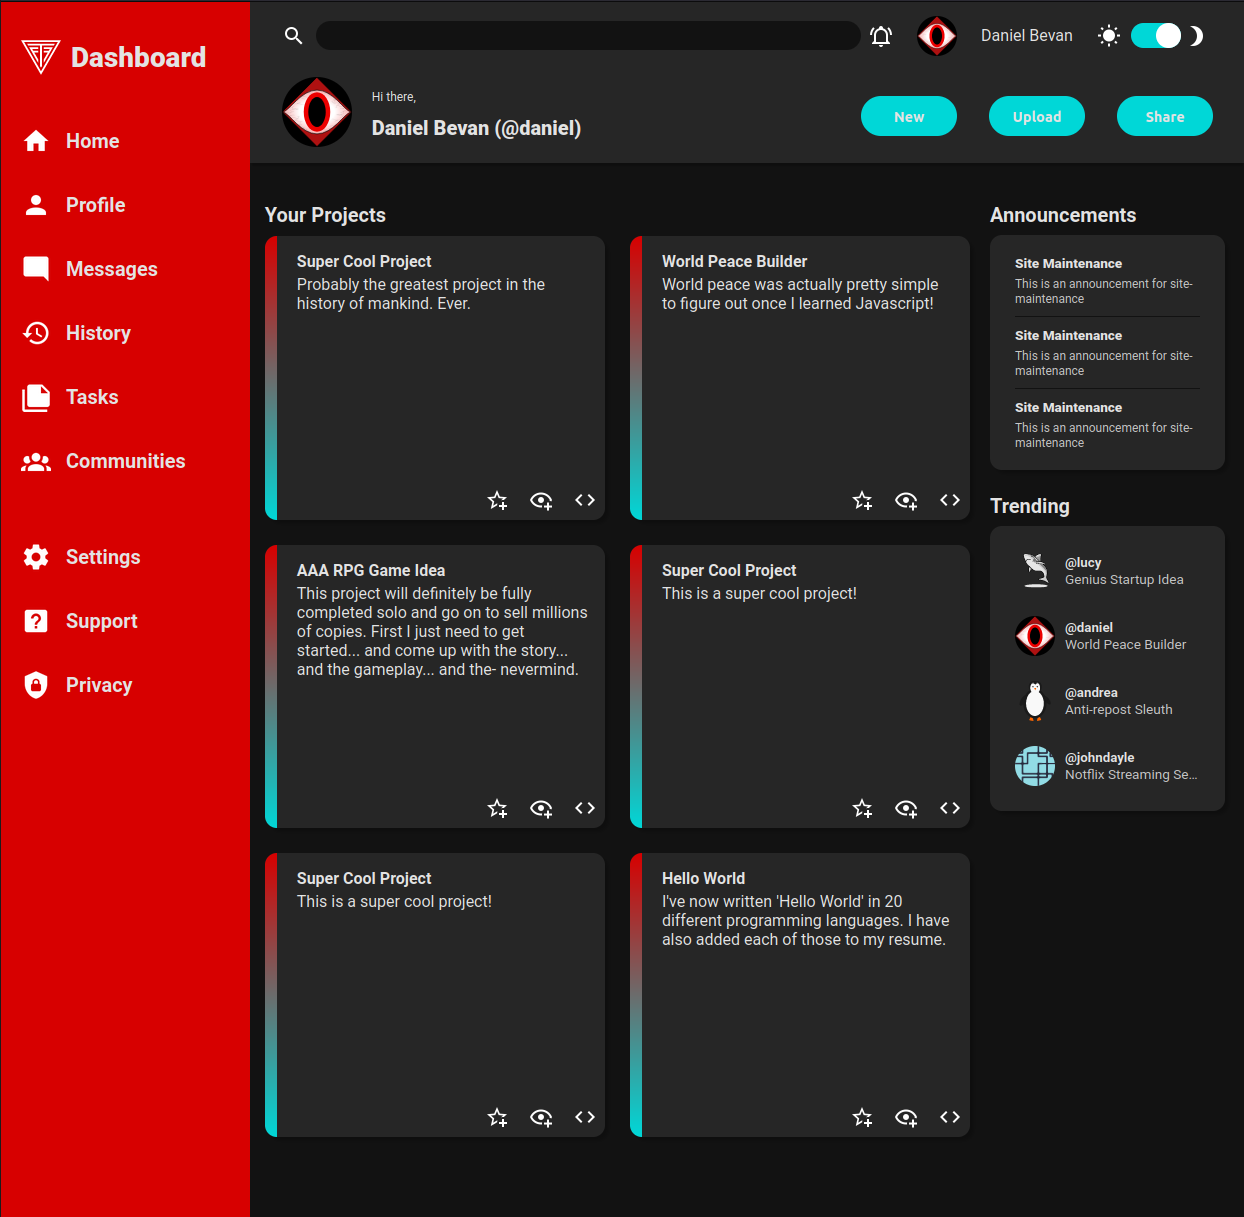 Dashboard
Home
Profile
Messages
History
Tasks
Communities
Settings
Support
Privacy
Daniel Bevan
Hi there,
Daniel Bevan (@daniel)
New
Upload
Share
Your Projects
Super Cool Project
Probably the greatest project in the
history of mankind. Ever.
World Peace Builder
World peace was actually pretty simple
to figure out once I learned Javascript!
AAA RPG Game Idea
This project will definitely be fully
completed solo and go on to sell millions
of copies. First I just need to get
started... and come up with the story...
and the gameplay... and the- nevermind.
Super Cool Project
This is a super cool project!
Super Cool Project
This is a super cool project!
Hello World
I've now written 'Hello World' in 20
different programming languages. I have
also added each of those to my resume.
Announcements
Site Maintenance
This is an announcement for site-
maintenance
Site Maintenance
This is an announcement for site-
maintenance
Site Maintenance
This is an announcement for site-
maintenance
Trending
@lucy
Genius Startup Idea
@daniel
World Peace Builder
@andrea
Anti-repost Sleuth
@johndayle
Notflix Streaming Se...